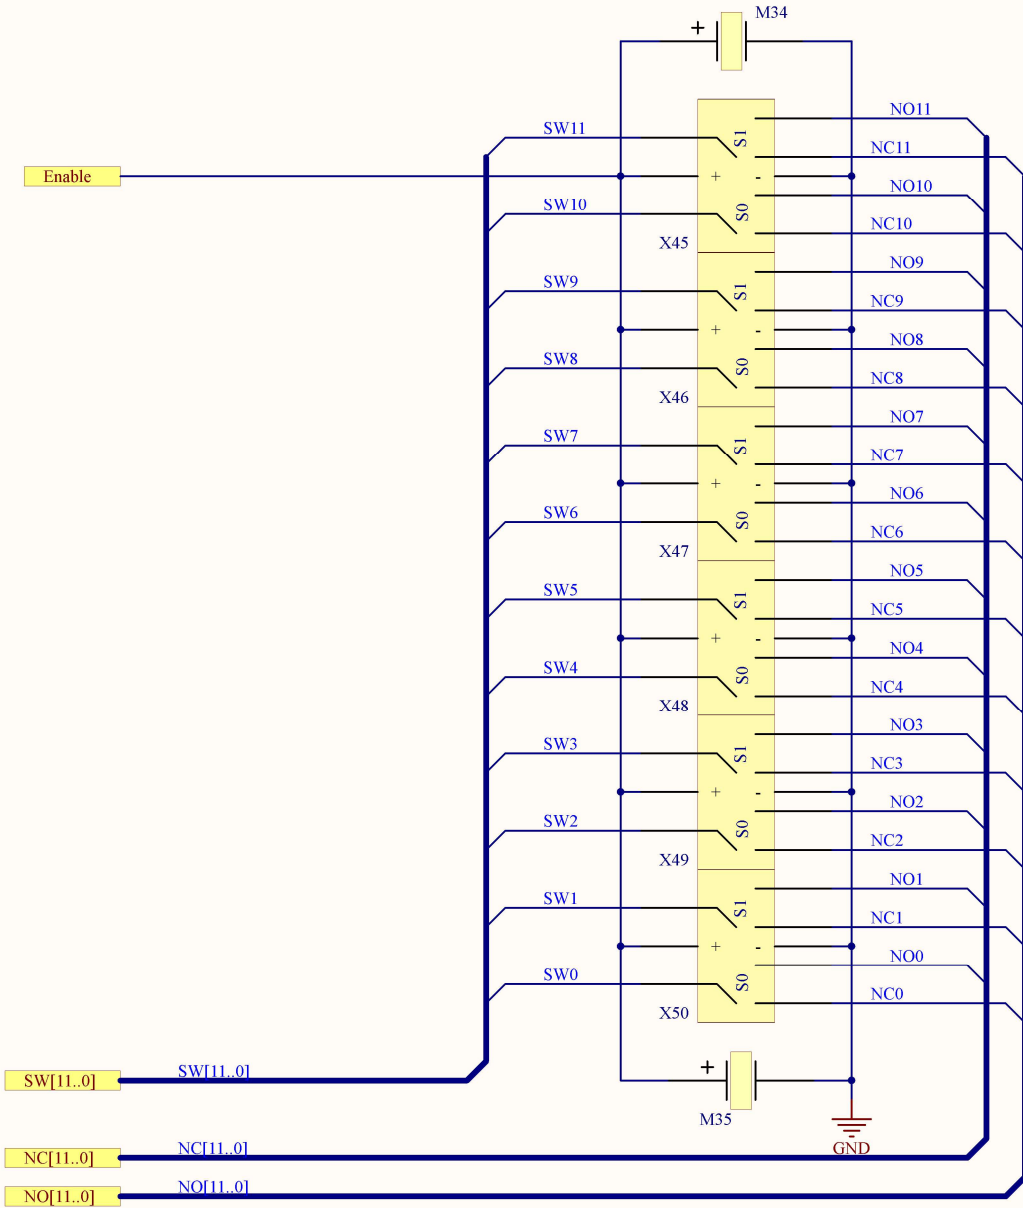 M34
+
NO11
SW11
S1
NC11
Enable
+ -
NO10
SW10
S0
NC10
X45
NO9
SW9
S1
NC9
+ -
NO8
SW8
S0
NC8
X46
NO7
SW7
S1
NC7
+ -
NO6
SW6
S0
NC6
X47
NO5
SW5
S1
NC5
+ -
NO4
SW4
S0
NC4
X48
NO3
SW3
S1
NC3
+ -
NO2
SW2
S0
NC2
X49
NO1
SW1
S1
NC1
+ -
NO0
SW0
S0
NC0
X50
+
SW[11..0] SW[11..0]
M35
GND
NC[11..0] NC[11..0]
NO[11..0] NO[11..0]